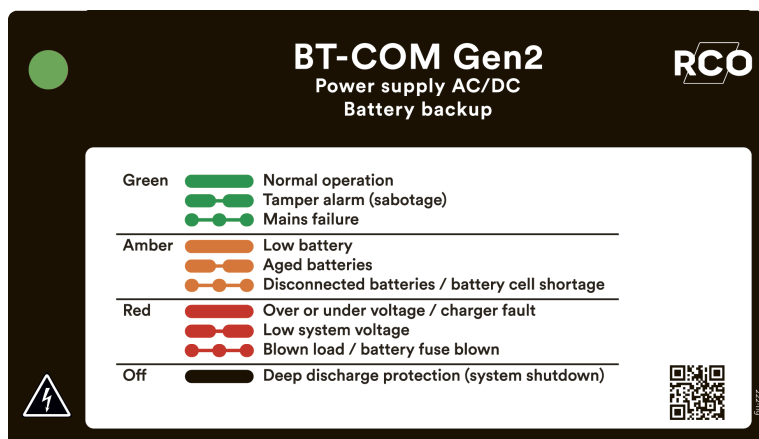 BT-COM Gen2
RCO
Power supply AC/DC
Battery backup
Green Normal operation
Tamper alarm (sabotage)
Mains failure
Amber Low battery
Aged batteries
Disconnected batteries / battery cell shortage
Red Over or under voltage / charger fault
Low system voltage
Blown load / battery fuse blown
Off Deep discharge protection (system shutdown)